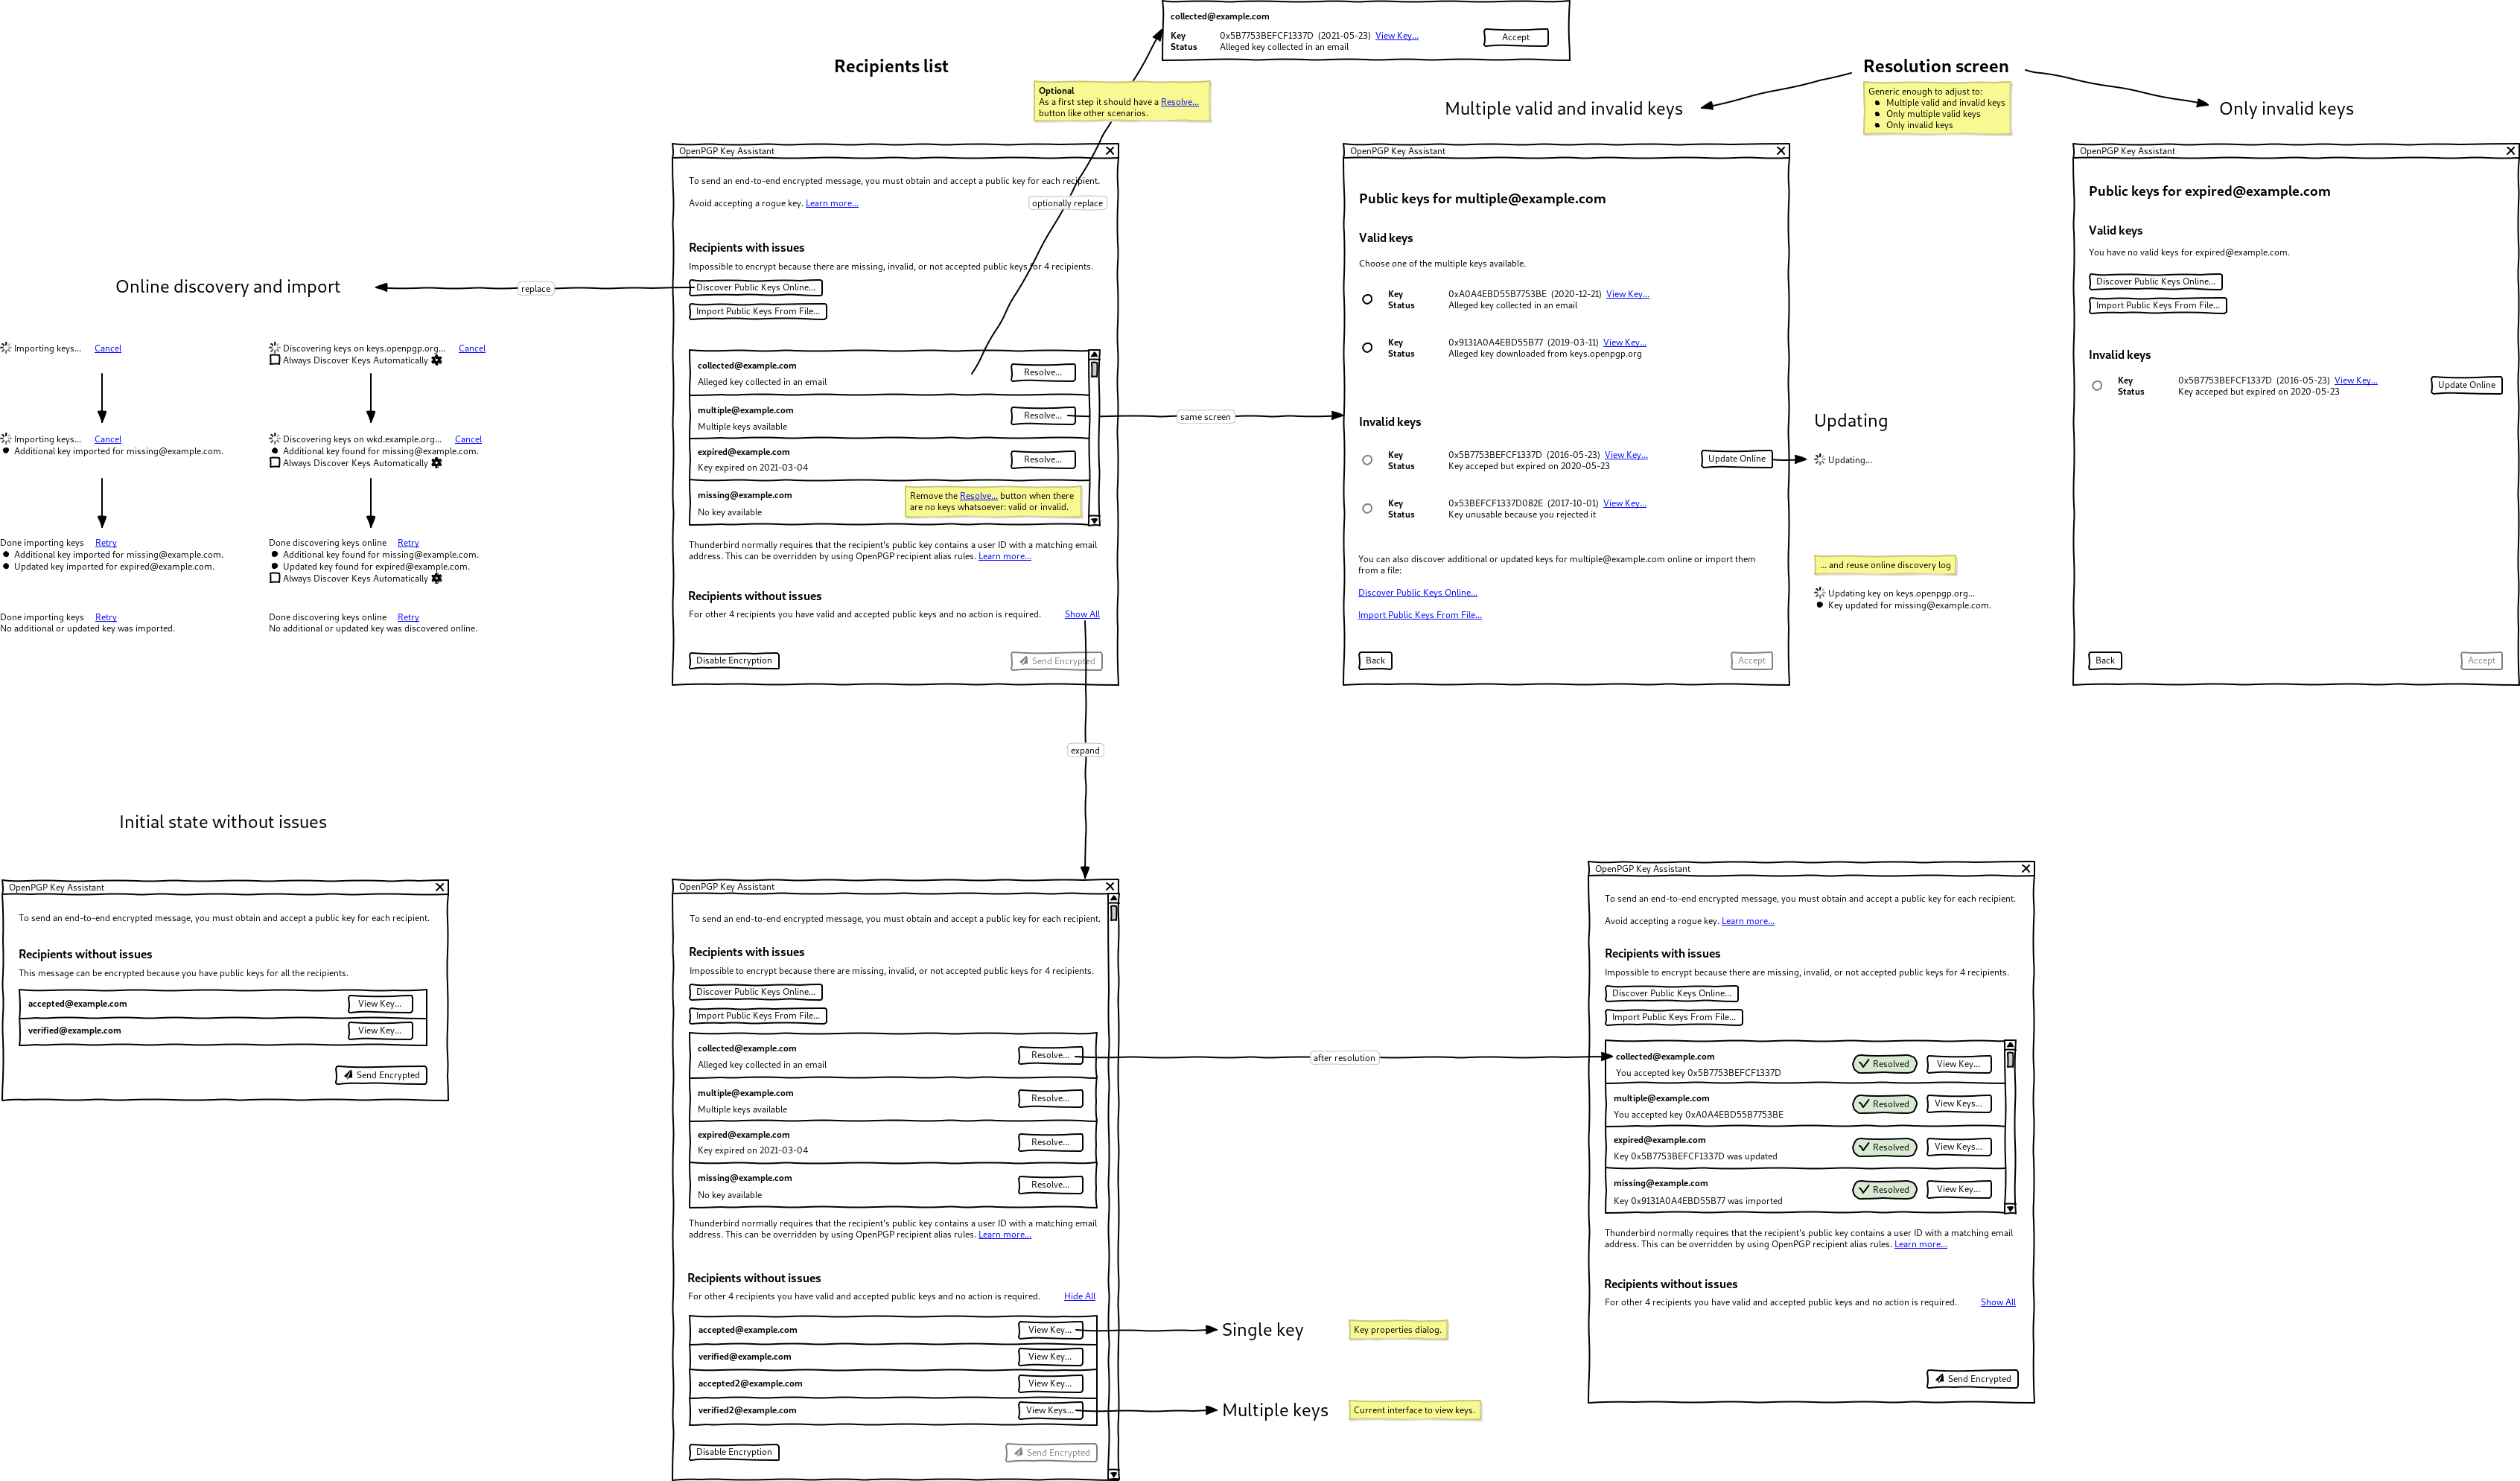 collected@example.com
Key 0x5B7753BEFCF1337D (2021-05-23) View Key...
Status Alleged key collected in an email
Accept
Recipients list
Optional
As a first step it should have a Resolve...
button like other scenarios.
Resolution screen
Generic enough to adjust to:
Multiple valid and invalid keys
Only multiple valid keys
Only invalid keys
Multiple valid and invalid keys
Only invalid keys
OpenPGP Key Assistant
To send an end-to-end encrypted message, you must obtain and accept a public key for each recipient.
Avoid accepting a rogue key. Learn more...
optionally replace
Recipients with issues
Impossible to encrypt because there are missing, invalid, or not accepted public keys for 4 recipients.
Discover Public Keys Online...
Import Public Keys From File...
collected@example.com
Alleged key collected in an email
Resolve...
multiple@example.com
Multiple keys available
Resolve...
expired@example.com
Key expired on 2021-03-04
Resolve...
missing@example.com
No key available
Remove the Resolve... button when there
are no keys whatsoever: valid or invalid.
Thunderbird normally requires that the recipient's public key contains a user ID with a matching email
address. This can be overridden by using OpenPGP recipient alias rules. Learn more...
Recipients without issues
For other 4 recipients you have valid and accepted public keys and no action is required. Show All
Disable Encryption
Send Encrypted
replace
Online discovery and import
Importing keys... Cancel
Importing keys... Cancel
Additional key imported for missing@example.com.
Done importing keys Retry
Additional key imported for missing@example.com.
Updated key imported for expired@example.com.
Done importing keys Retry
No additional or updated key was imported.
Discovering keys on keys.openpgp.org... Cancel
Always Discover Keys Automatically
Discovering keys on wkd.example.org... Cancel
Additional key found for missing@example.com.
Always Discover Keys Automatically
Done discovering keys online Retry
Additional key found for missing@example.com.
Updated key found for expired@example.com.
Always Discover Keys Automatically
Done discovering keys online Retry
No additional or updated key was discovered online.
same screen
OpenPGP Key Assistant
Public keys for multiple@example.com
Valid keys
Choose one of the multiple keys available.
Key 0xA0A4EBD55B7753BE (2020-12-21) View Key...
Status Alleged key collected in an email
Key 0x9131A0A4EBD55B77 (2019-03-11) View Key...
Status Alleged key downloaded from keys.openpgp.org
Invalid keys
Key 0x5B7753BEFCF1337D (2016-05-23) View Key...
Status Key acceped but expired on 2020-05-23
Update Online
Key 0x53BEFCF1337D082E (2017-10-01) View Key...
Status Key unusable because you rejected it
You can also discover additional or updated keys for multiple@example.com online or import them
from a file:
Discover Public Keys Online...
Import Public Keys From File...
Back
Accept
Updating
Updating...
... and reuse online discovery log
Updating key on keys.openpgp.org...
Key updated for missing@example.com.
OpenPGP Key Assistant
Public keys for expired@example.com
Valid keys
You have no valid keys for expired@example.com.
Discover Public Keys Online...
Import Public Keys From File...
Invalid keys
Key 0x5B7753BEFCF1337D (2016-05-23) View Key...
Status Key acceped but expired on 2020-05-23
Update Online
Back
Accept
expand
Initial state without issues
OpenPGP Key Assistant
To send an end-to-end encrypted message, you must obtain and accept a public key for each recipient.
Recipients without issues
This message can be encrypted because you have public keys for all the recipients.
accepted@example.com View Key...
verified@example.com View Key...
Send Encrypted
OpenPGP Key Assistant
To send an end-to-end encrypted message, you must obtain and accept a public key for each recipient.
Recipients with issues
Impossible to encrypt because there are missing, invalid, or not accepted public keys for 4 recipients.
Discover Public Keys Online...
Import Public Keys From File...
collected@example.com
Alleged key collected in an email
Resolve...
multiple@example.com
Multiple keys available
Resolve...
expired@example.com
Key expired on 2021-03-04
Resolve...
missing@example.com
No key available
Resolve...
Thunderbird normally requires that the recipient's public key contains a user ID with a matching email
address. This can be overridden by using OpenPGP recipient alias rules. Learn more...
Recipients without issues
For other 4 recipients you have valid and accepted public keys and no action is required. Hide All
accepted@example.com View Key...
verified@example.com View Key...
accepted2@example.com View Key...
verified2@example.com View Keys...
Disable Encryption
Send Encrypted
Single key
Key properties dialog.
Multiple keys
Current interface to view keys.
after resolution
OpenPGP Key Assistant
To send an end-to-end encrypted message, you must obtain and accept a public key for each recipient.
Avoid accepting a rogue key. Learn more...
Recipients with issues
Impossible to encrypt because there are missing, invalid, or not accepted public keys for 4 recipients.
Discover Public Keys Online...
Import Public Keys From File...
collected@example.com
You accepted key 0x5B7753BEFCF1337D
Resolved View Key...
multiple@example.com
You accepted key 0xA0A4EBD55B7753BE
Resolved View Keys...
expired@example.com
Key 0x5B7753BEFCF1337D was updated
Resolved View Keys...
missing@example.com
Key 0x9131A0A4EBD55B77 was imported
Resolved View Key...
Thunderbird normally requires that the recipient's public key contains a user ID with a matching email
address. This can be overridden by using OpenPGP recipient alias rules. Learn more...
Recipients without issues
For other 4 recipients you have valid and accepted public keys and no action is required. Show All
Send Encrypted